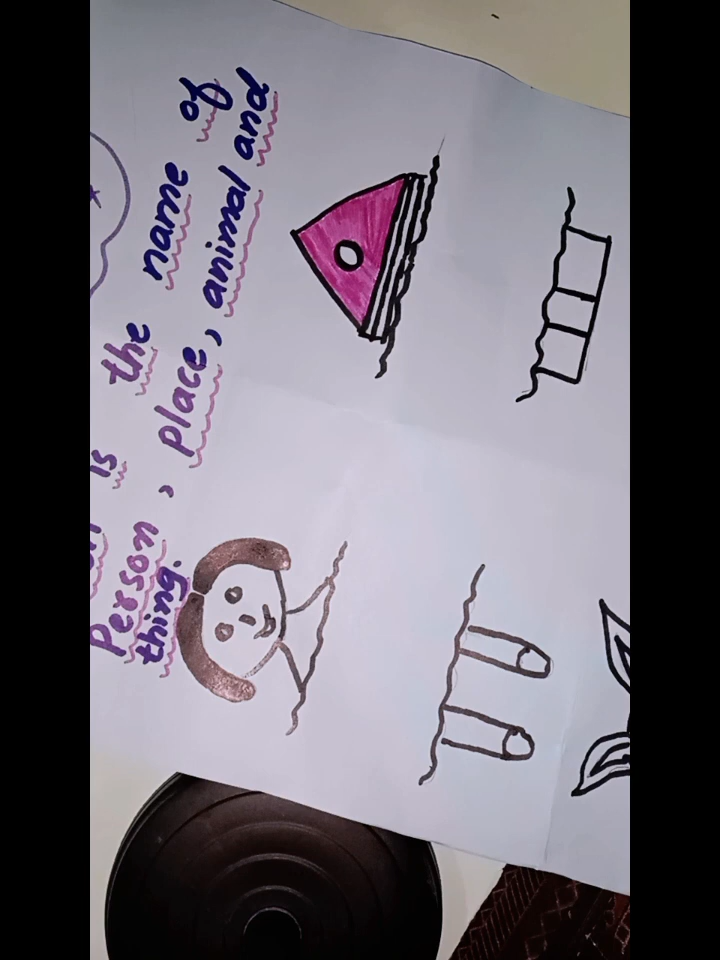 is the name of
Person, place, animal and
thing.